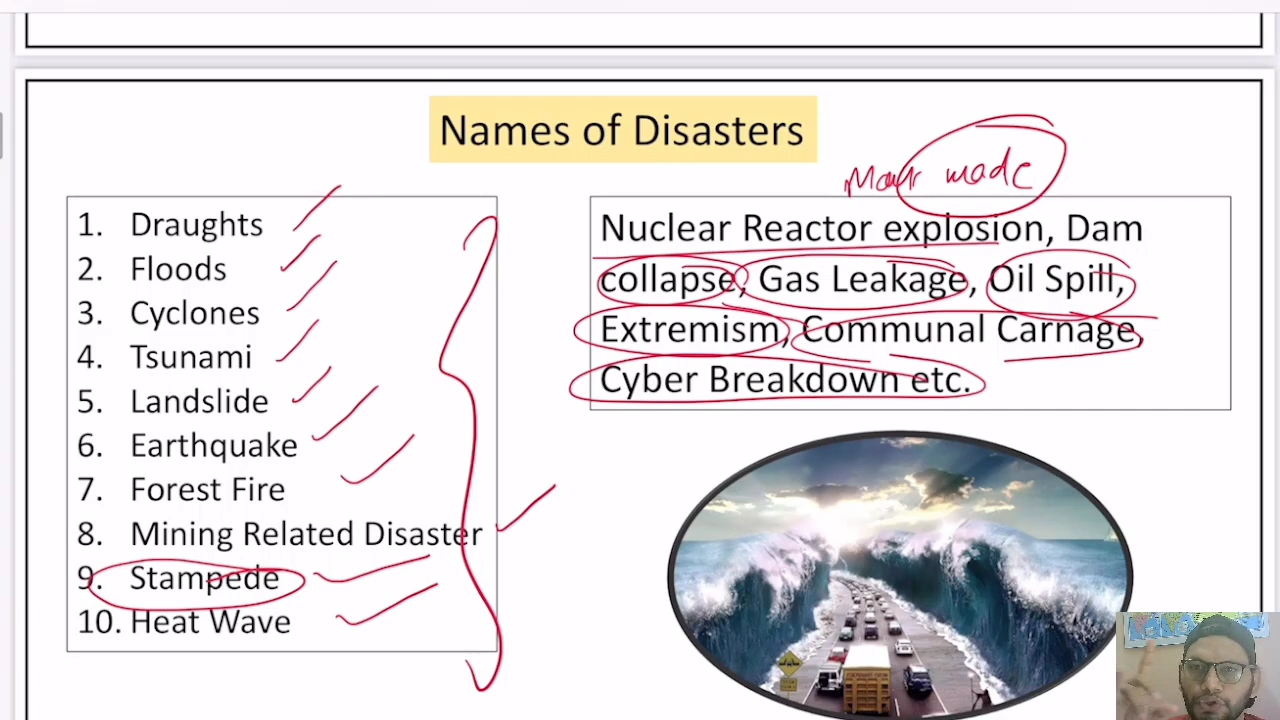 Names of Disasters
1. Draughts
2. Floods
3. Cyclones
4. Tsunami
5. Landslide
6. Earthquake
7. Forest Fire
8. Mining Related Disaster
9. Stampede
10. Heat Wave
made
Nuclear Reactor explosion, Dam
collapse, Gas Leakage, Oil Spill,
Extremism, Communal Carnage,
Cyber Breakdown etc.